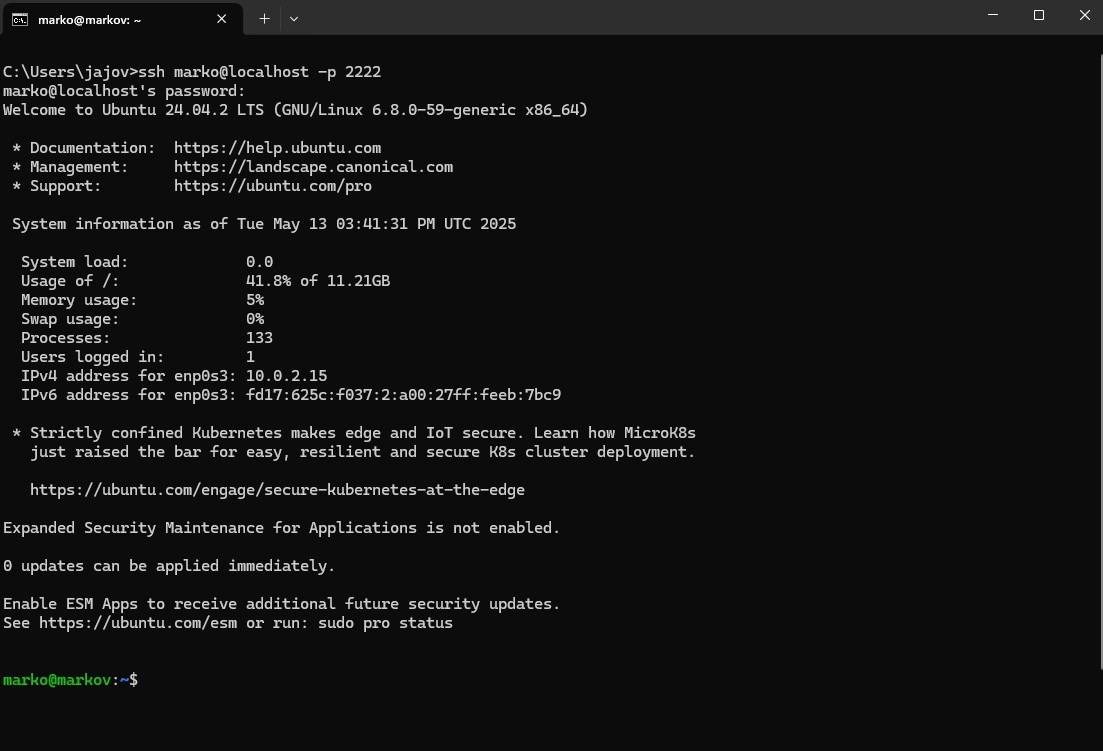 marko@markov: ~
C:\Users\jajov>ssh marko@localhost -p 2222
marko@localhost's password:
Welcome to Ubuntu 24.04.2 LTS (GNU/Linux 6.8.0-59-generic x86_64)
* Documentation:  https://help.ubuntu.com
* Management:     https://landscape.canonical.com
* Support:        https://ubuntu.com/pro
System information as of Tue May 13 03:41:31 PM UTC 2025
System load:             0.0
Usage of /:              41.8% of 11.21GB
Memory usage:            5%
Swap usage:              0%
Processes:               133
Users logged in:         1
IPv4 address for enp0s3: 10.0.2.15
IPv6 address for enp0s3: fd17:625c:f037:2:a00:27ff:feeb:7bc9
* Strictly confined Kubernetes makes edge and IoT secure. Learn how MicroK8s
just raised the bar for easy, resilient and secure K8s cluster deployment.
https://ubuntu.com/engage/secure-kubernetes-at-the-edge
Expanded Security Maintenance for Applications is not enabled.
0 updates can be applied immediately.
Enable ESM Apps to receive additional future security updates.
See https://ubuntu.com/esm or run: sudo pro status
marko@markov:~$